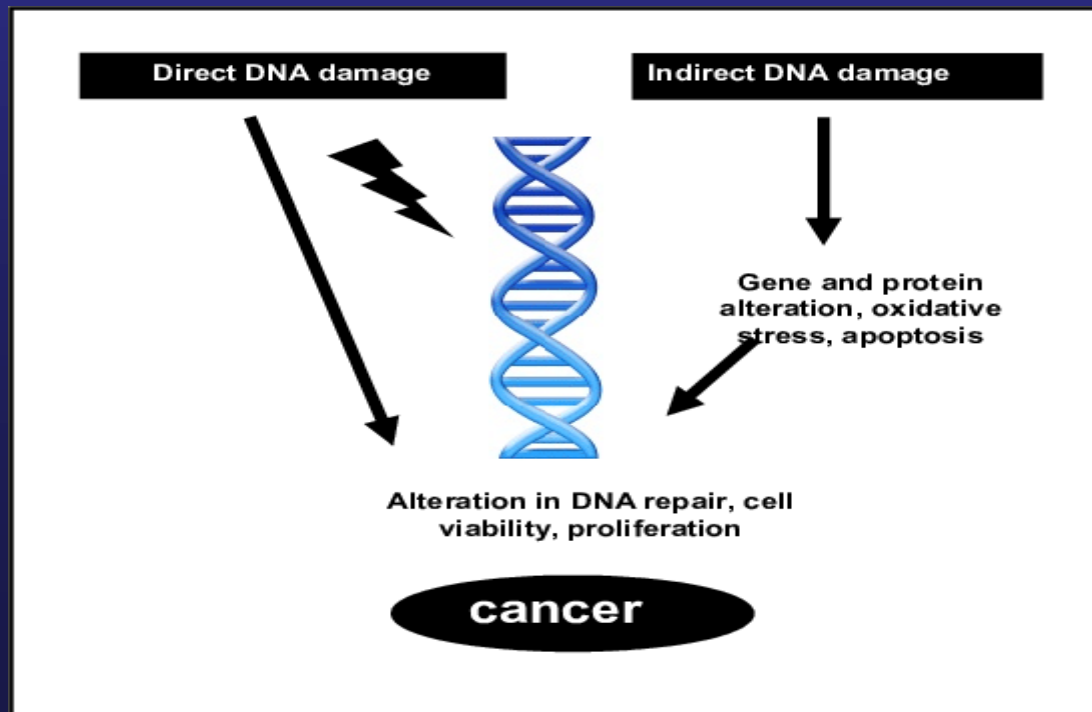 Direct DNA damage
Indirect DNA damage
Gene and protein
alteration, oxidative
stress, apoptosis
Alteration in DNA repair, cell
viability, proliferation
cancer